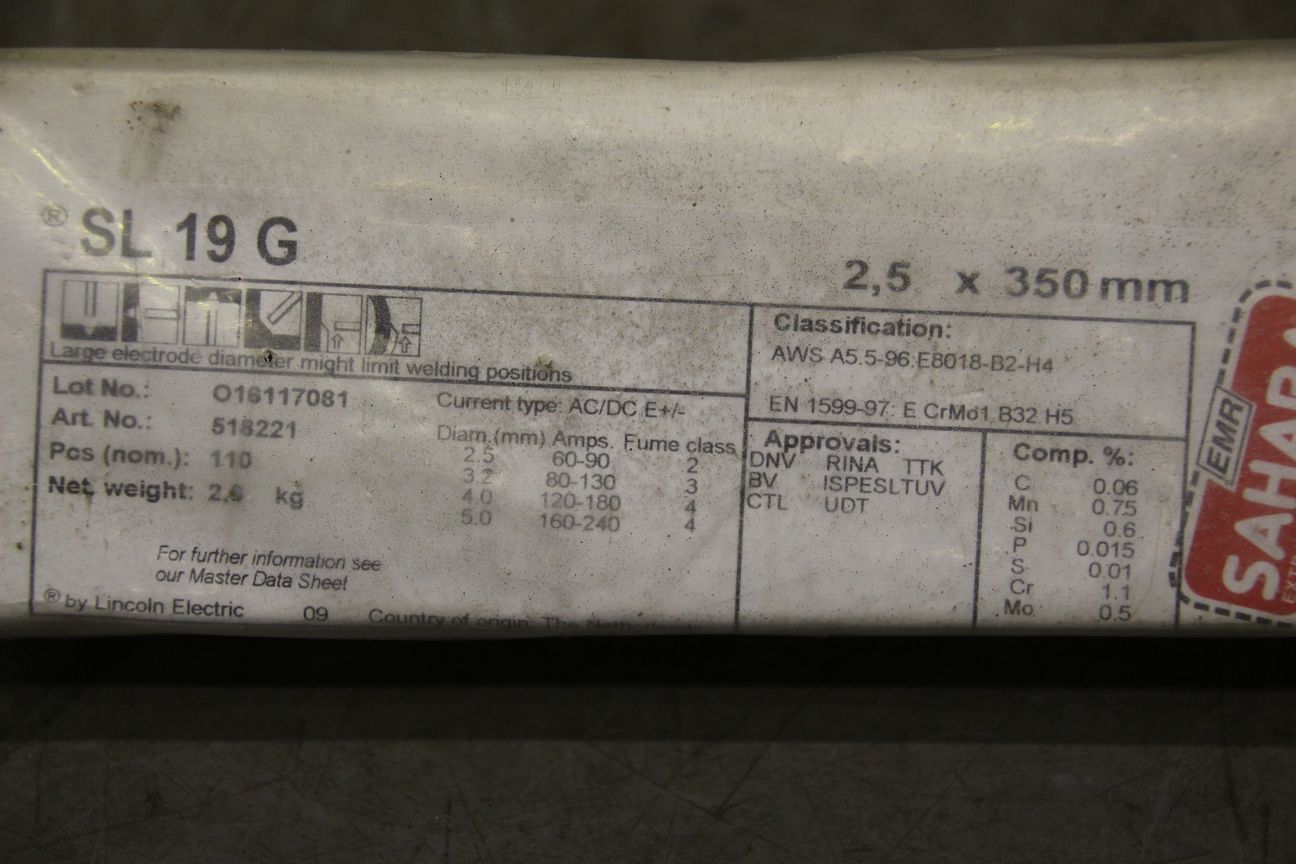 ® SL 19 G
2,5 x 350 mm
Large electrode diameter might limit welding positions
Lot No.: O16117081
Art. No.: 518221
Pcs (nom.): 110
Net. weight: kg
For further information see
our Master Data Sheet
® by Lincoln Electric 09 Country of origin The Netherlands
Current type: AC/DC E+/-
Diam.(mm) Amps. Fume class
2.5 60-90 2
3.2 80-130 3
4.0 120-180 4
5.0 160-240 4
Classification:
AWS A5.5-96:E8018-B2-H4
EN 1599-97: E CrMo1 B32 H5
Approvals:
DNV RINA TTK
BV ISPESLTUV
CTL UDT
Comp. %:
C 0.06
Mn 0.75
Si 0.6
P 0.015
S 0.01
Cr 1.1
Mo 0.5
EMR
SAHARA